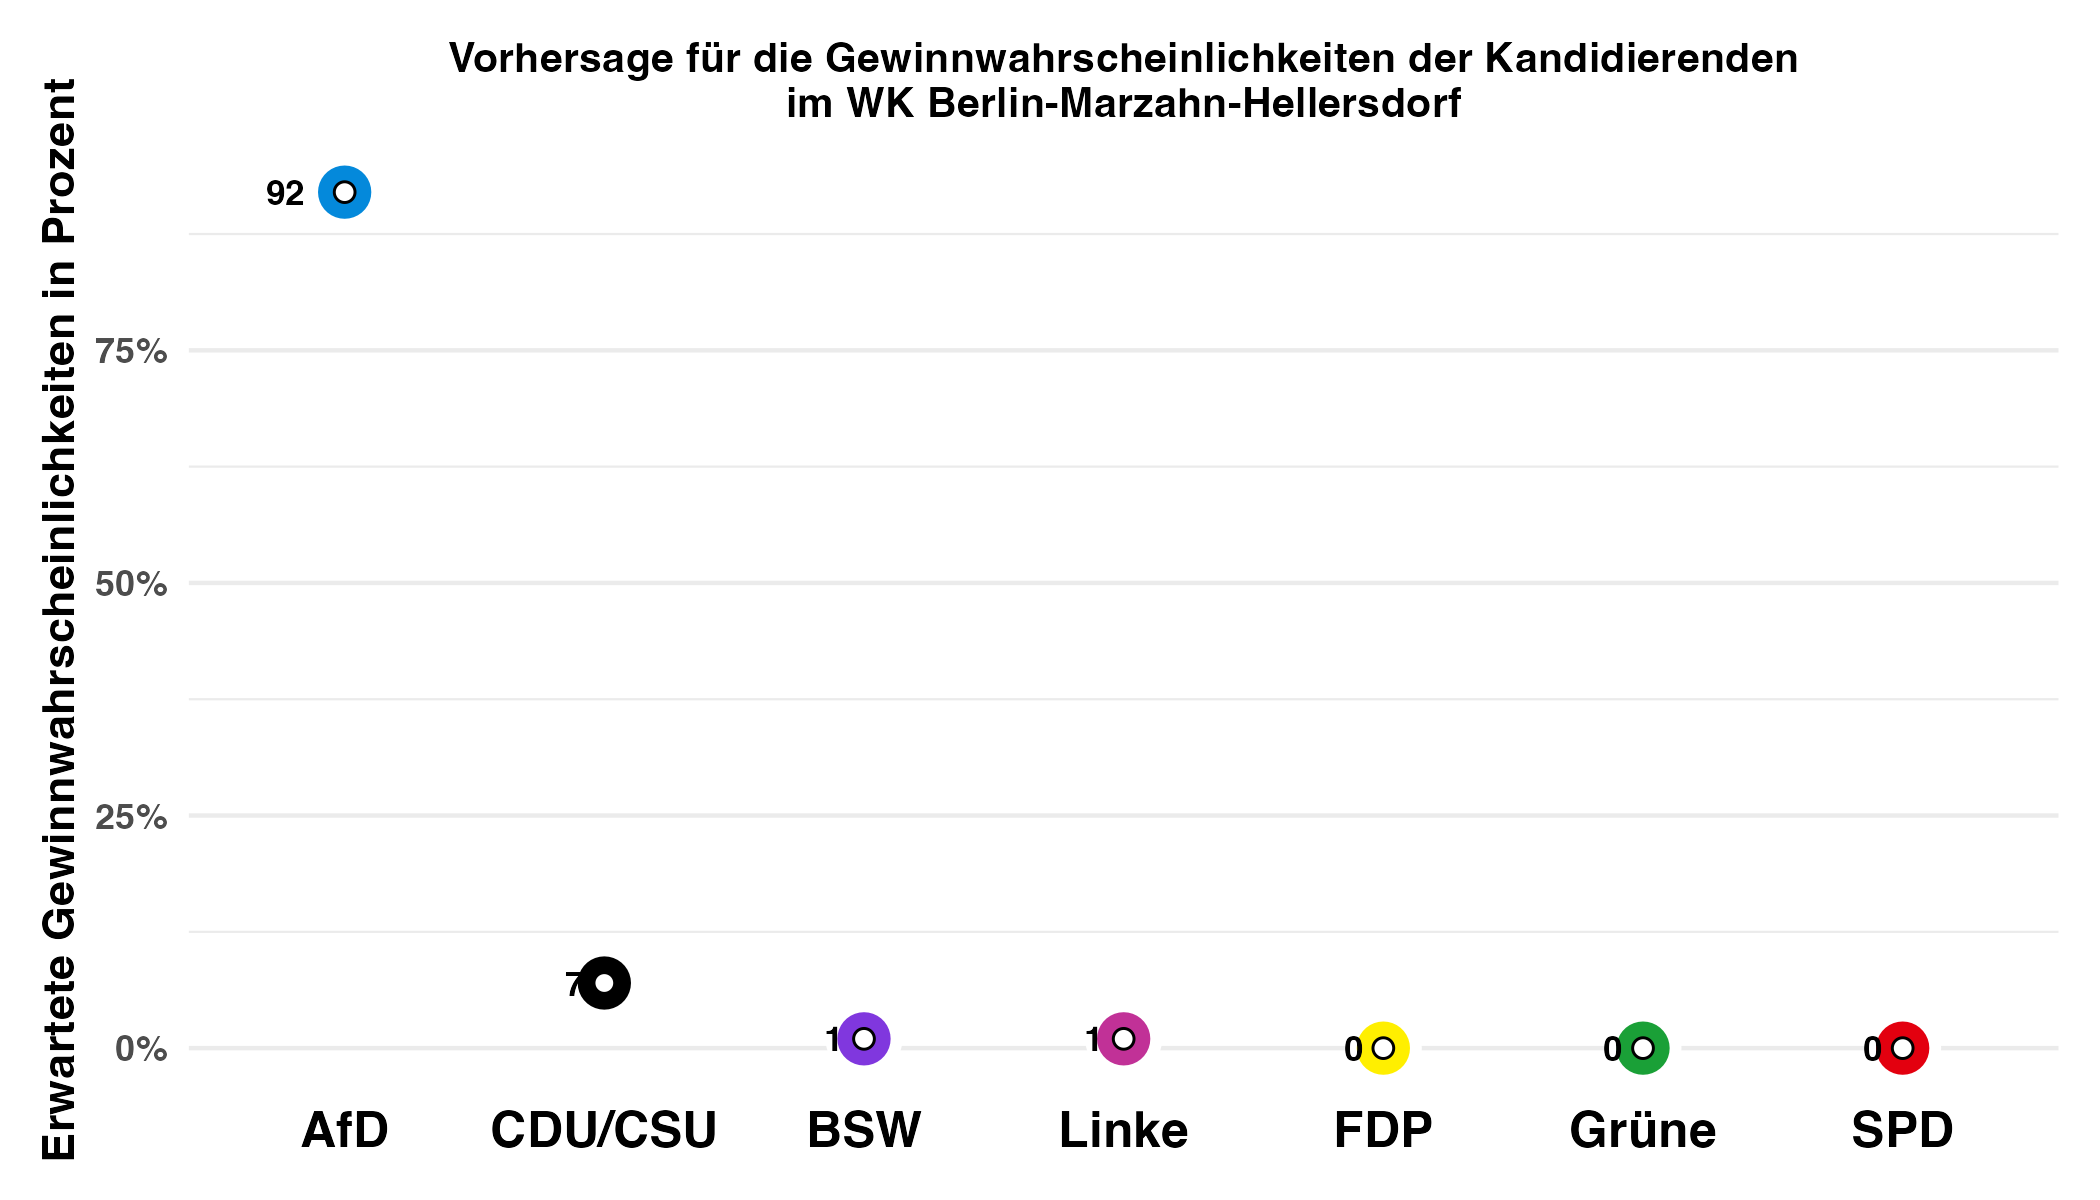 Vorhersage für die Gewinnwahrscheinlichkeiten der Kandidierenden
im WK Berlin-Marzahn-Hellersdorf
Erwartete Gewinnwahrscheinlichkeiten in Prozent
92
75%
50%
25%
7
1
1
0%
0
0
0
AfD
CDU/CSU
BSW
Linke
FDP
Grüne
SPD